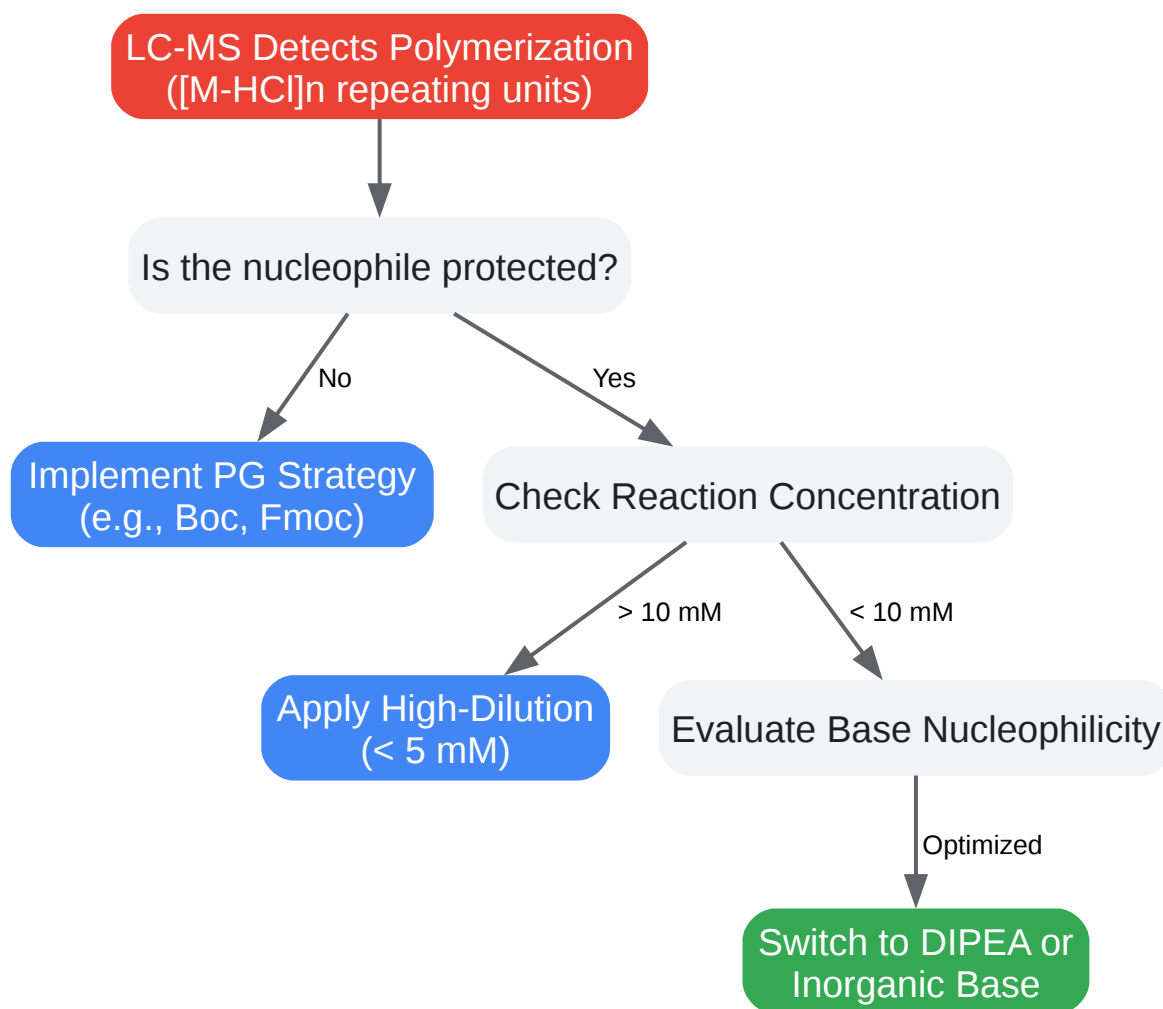 LC-MS Detects Polymerization
([M-HCl]n repeating units)
Is the nucleophile protected?
No
Yes
Implement PG Strategy
(e.g., Boc, Fmoc)
Check Reaction Concentration
> 10 mM
< 10 mM
Apply High-Dilution
(< 5 mM)
Evaluate Base Nucleophilicity
Optimized
Switch to DIPEA or
Inorganic Base